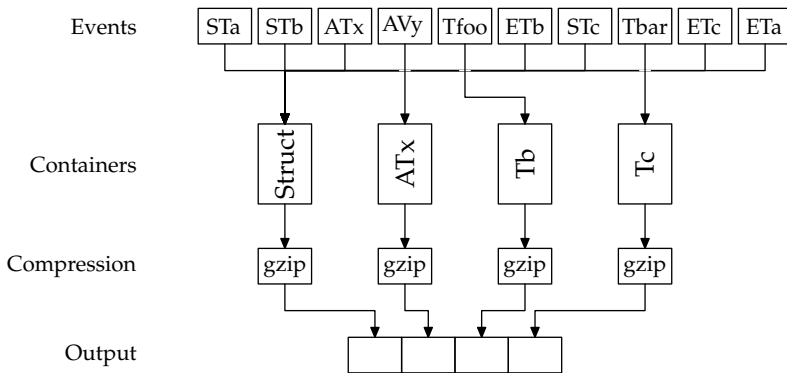 Events STa STb ATx AVy Tfoo ETb STc Tbar ETc ETa
Containers Struct ATx Tb Tc
Compression gzip gzip gzip gzip
Output